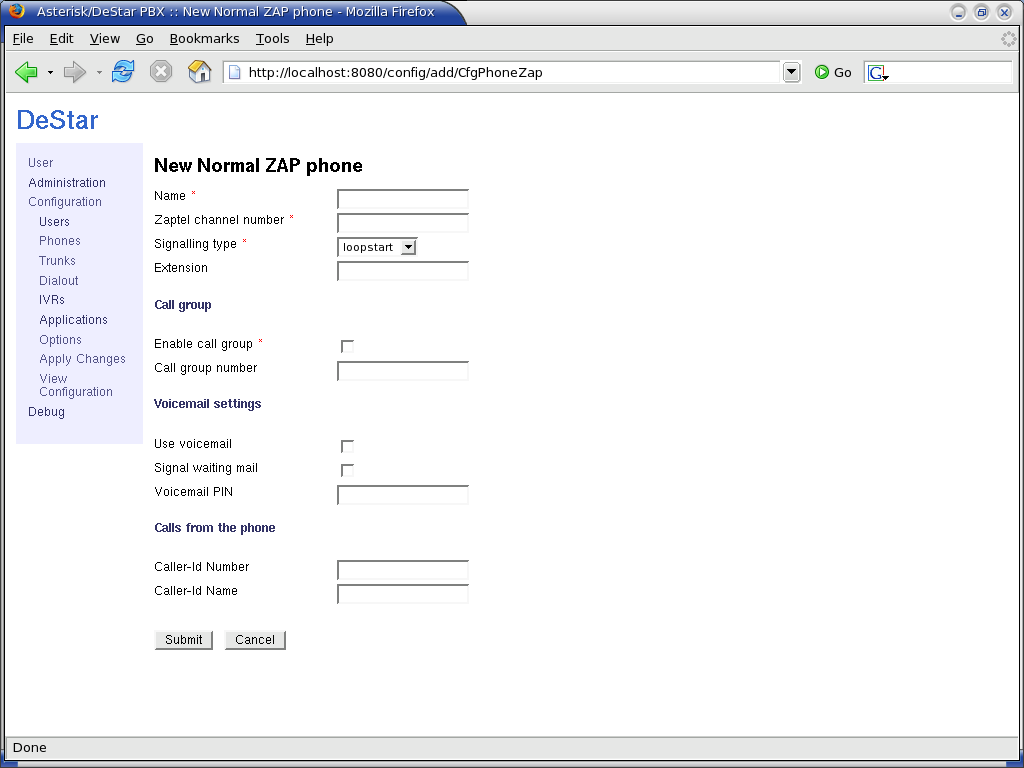 Asterisk/DeStar PBX :: New Normal ZAP phone - Mozilla Firefox
File Edit View Go Bookmarks Tools Help
http://localhost:8080/config/add/CfgPhoneZap Go G
DeStar
User
Administration
Configuration
Users
Phones
Trunks
Dialout
IVRs
Applications
Options
Apply Changes
View
Configuration
Debug
New Normal ZAP phone
Name *
Zaptel channel number *
Signalling type * loopstart
Extension
Call group
Enable call group *
Call group number
Voicemail settings
Use voicemail
Signal waiting mail
Voicemail PIN
Calls from the phone
Caller-Id Number
Caller-Id Name
Submit Cancel
Done